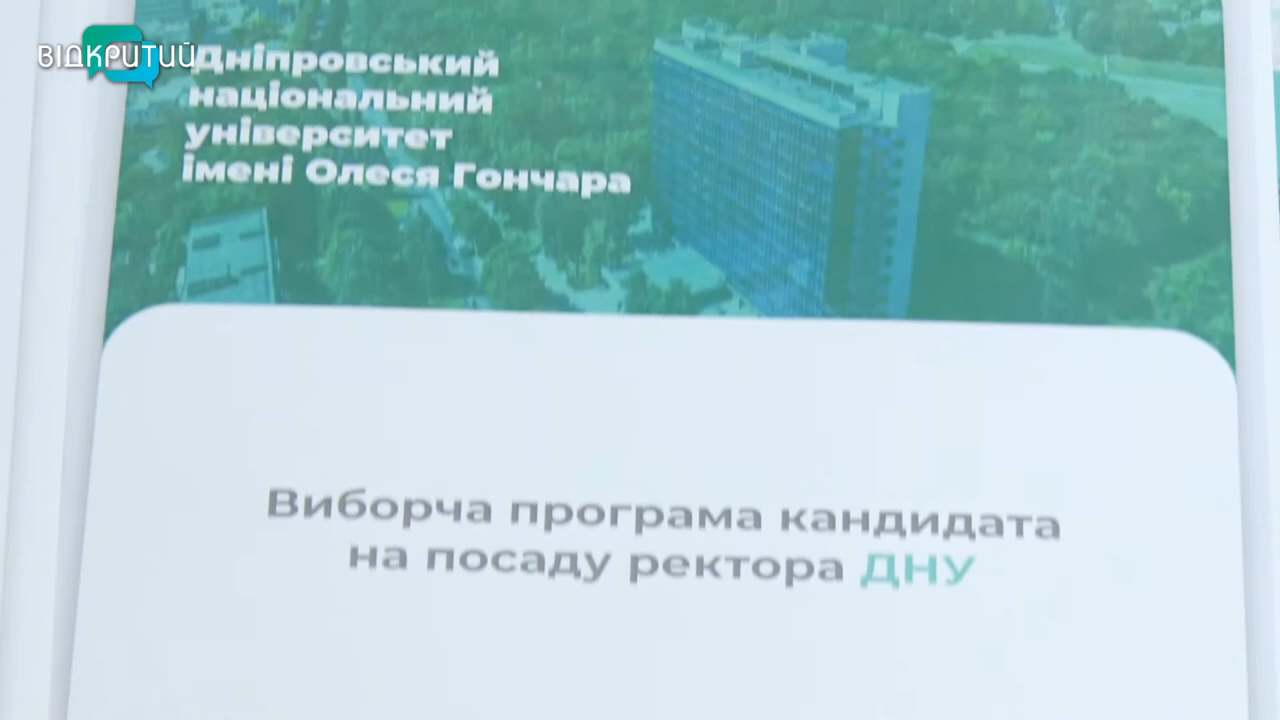 ВІДКРИТИЙ
Дніпровський
національний
університет
імені Олеся Гончара
Виборча програма кандидата
на посаду ректора ДНУ